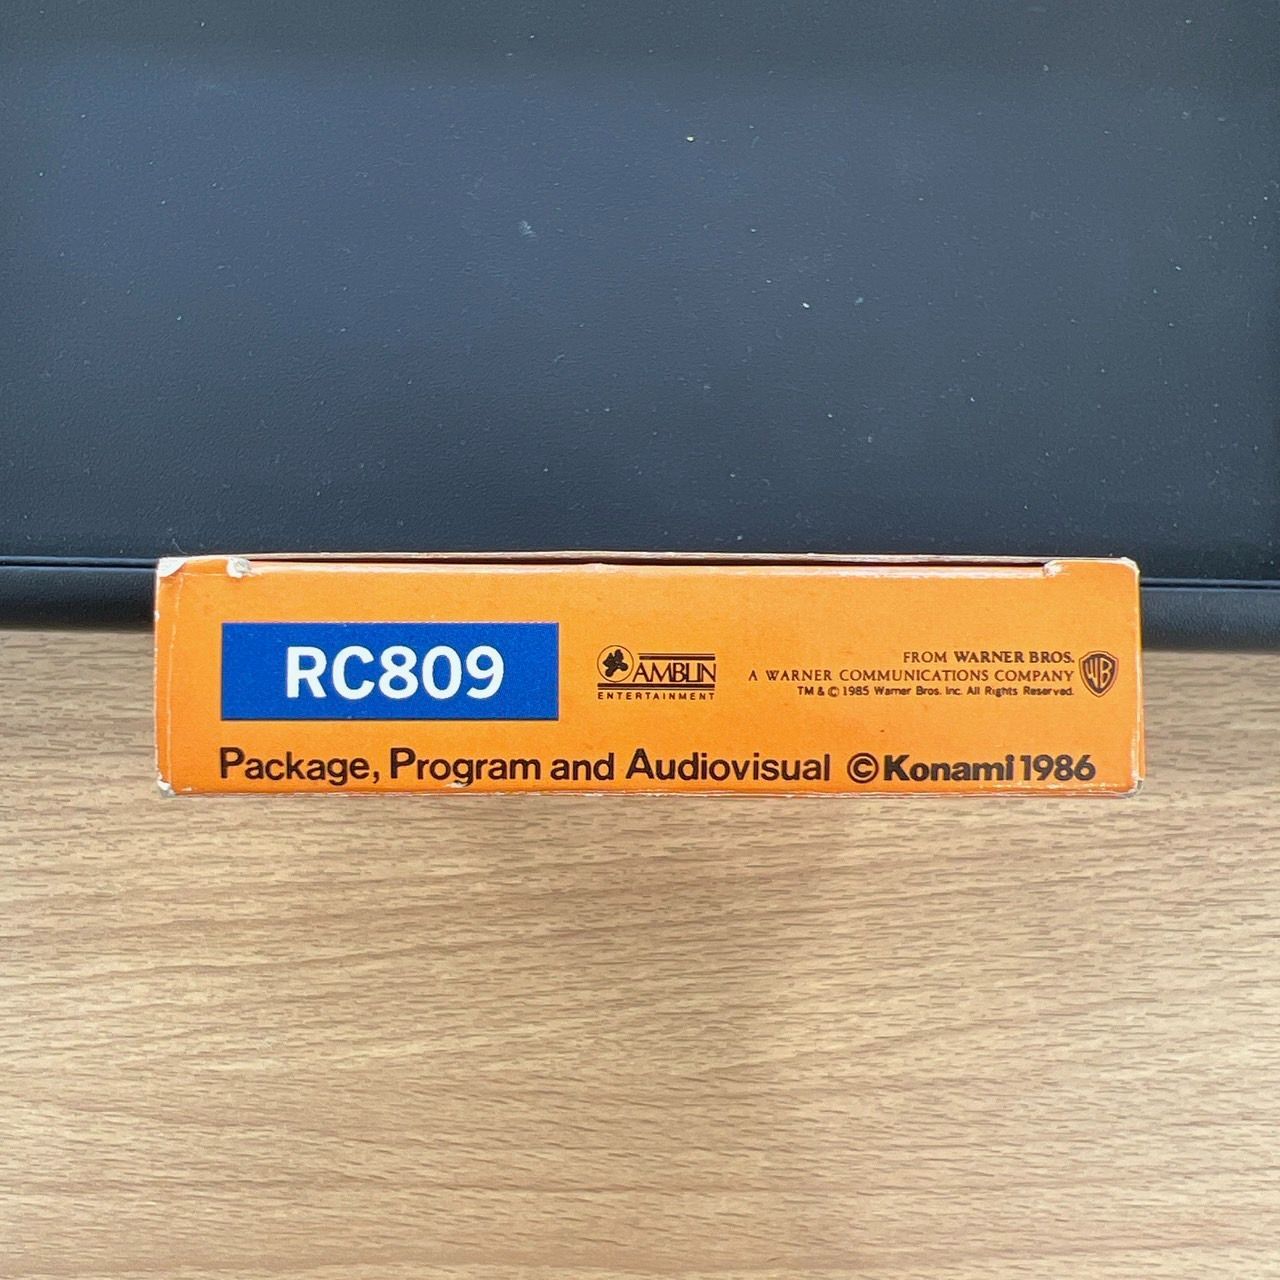 RC809
AMBLIN
ENTERTAINMENT
FROM WARNER BROS.
A WARNER COMMUNICATIONS COMPANY
TM & © 1985 Warner Bros. Inc. All Rights Reserved.
WB
Package, Program and Audiovisual ©Konami 1986